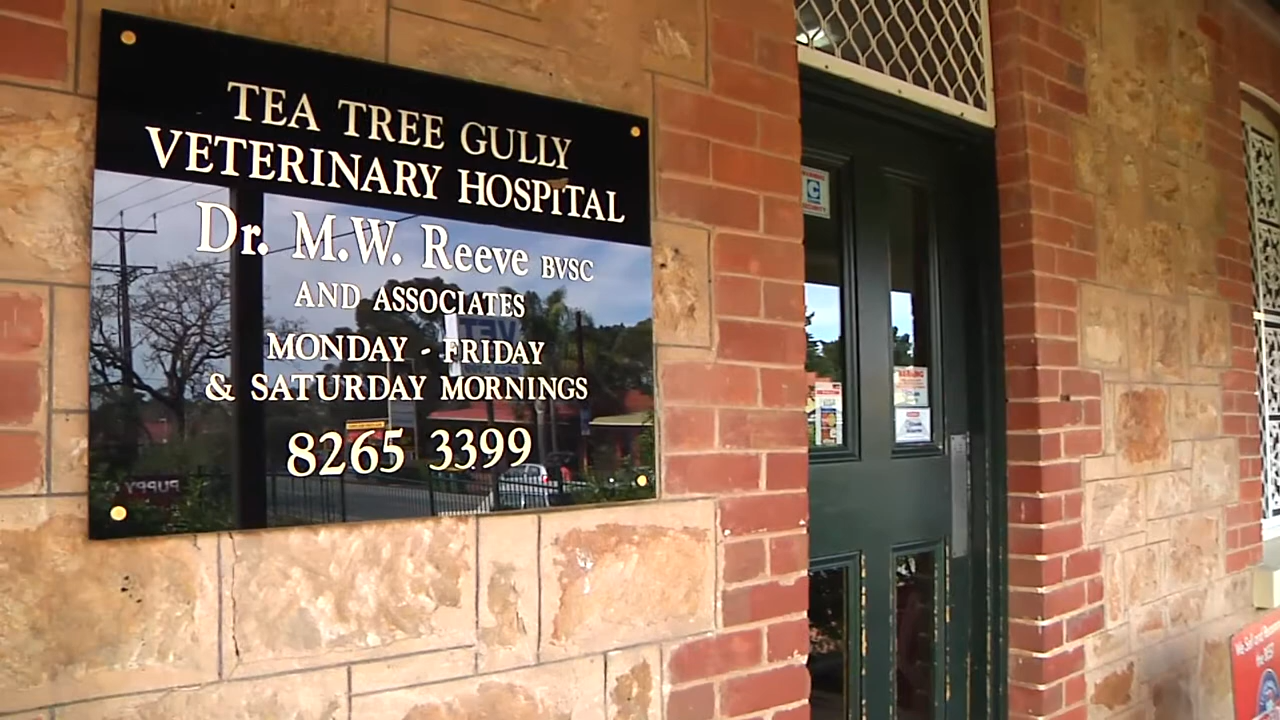 TEA TREE GULLY
VETERINARY HOSPITAL
Dr. M.W. Reeve BVSC
AND ASSOCIATES
MONDAY - FRIDAY
& SATURDAY MORNINGS
8265 3399
C